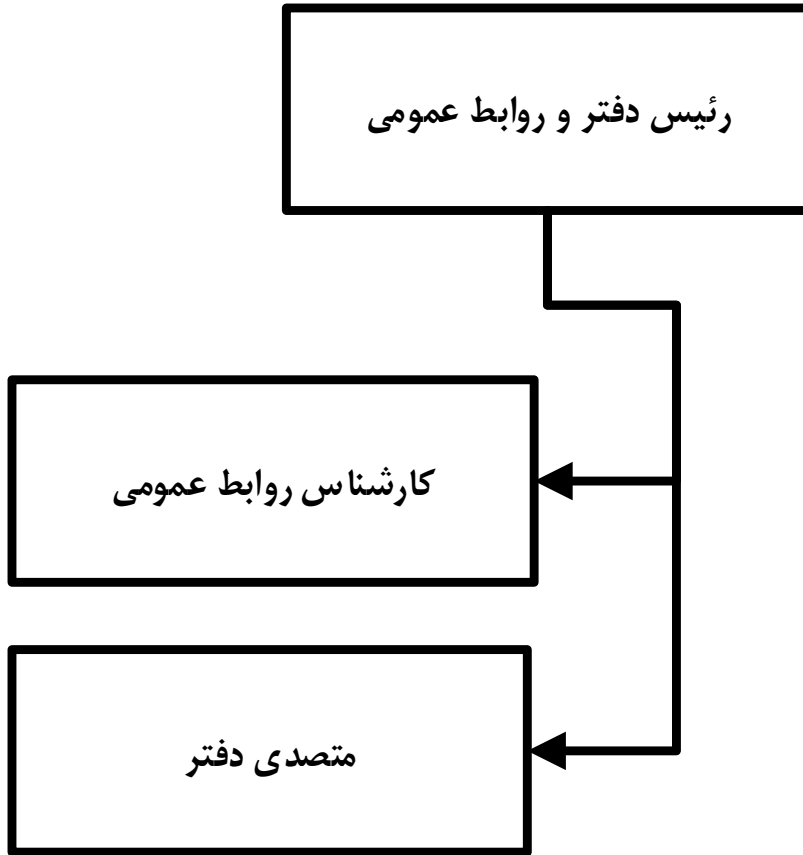 رئیس دفتر و روابط عمومی
کارشناس روابط عمومی
متصدی دفتر